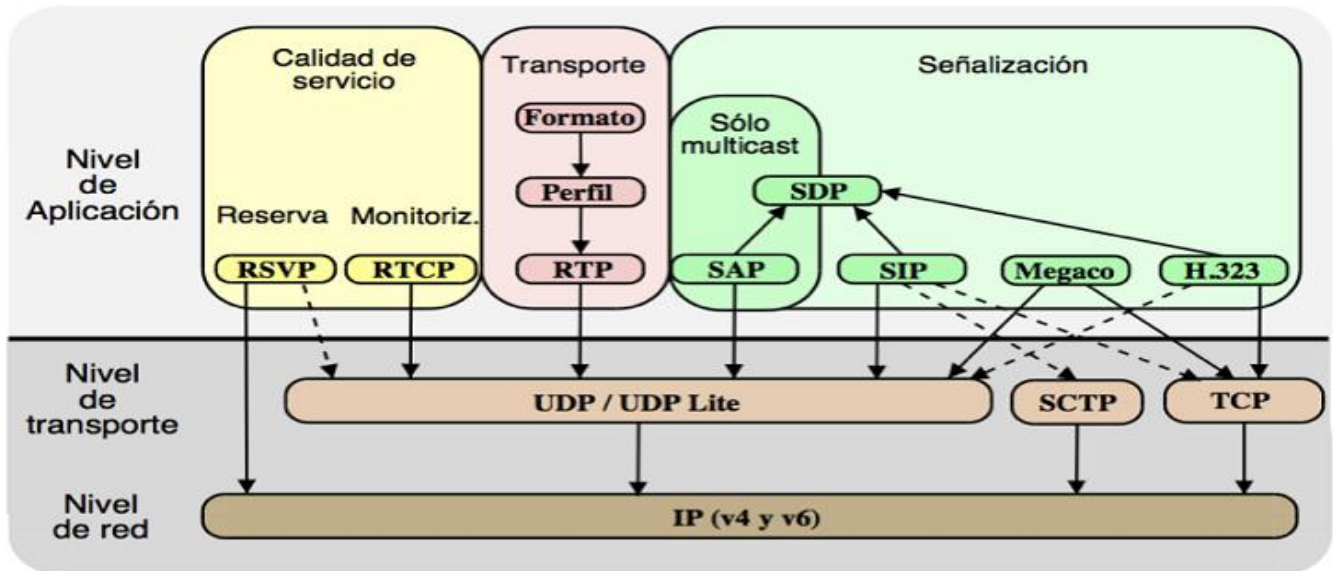 Calidad de
servicio
Transporte
Señalización
Formato
Sólo
multicast
Nivel
de
Aplicación
Perfil
SDP
Reserva
Monitoriz.
RSVP
RTCP
RTP
SAP
SIP
Megaco
H.323
Nivel
de
transporte
UDP / UDP Lite
SCTP
TCP
Nivel
de red
IP (v4 y v6)